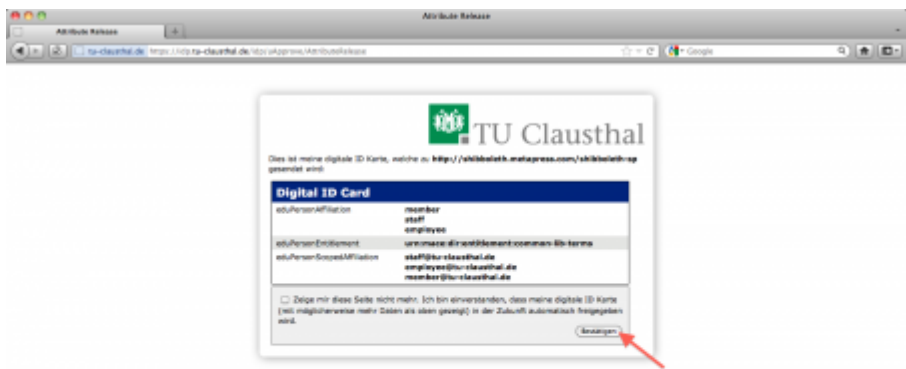 Attribute Release
Attribute Release
tu-clausthal.de https://idp.tu-clausthal.de/idp/uApprove/AttributeRelease
Google
TU Clausthal
Dies ist meine digitale ID Karte, welche zu http://shibboleth.metapress.com/shibboleth-sp
gesendet wird:
Digital ID Card
eduPersonAffiliation member
staff
employee
eduPersonEntitlement urn:mace:dir:entitlement:common-lib-terms
eduPersonScopedAffiliation staff@tu-clausthal.de
employee@tu-clausthal.de
member@tu-clausthal.de
Zeige mir diese Seite nicht mehr. Ich bin einverstanden, dass meine digitale ID Karte
(mit möglicherweise mehr Daten als oben gezeigt) in der Zukunft automatisch freigegeben
wird.
Bestätigen